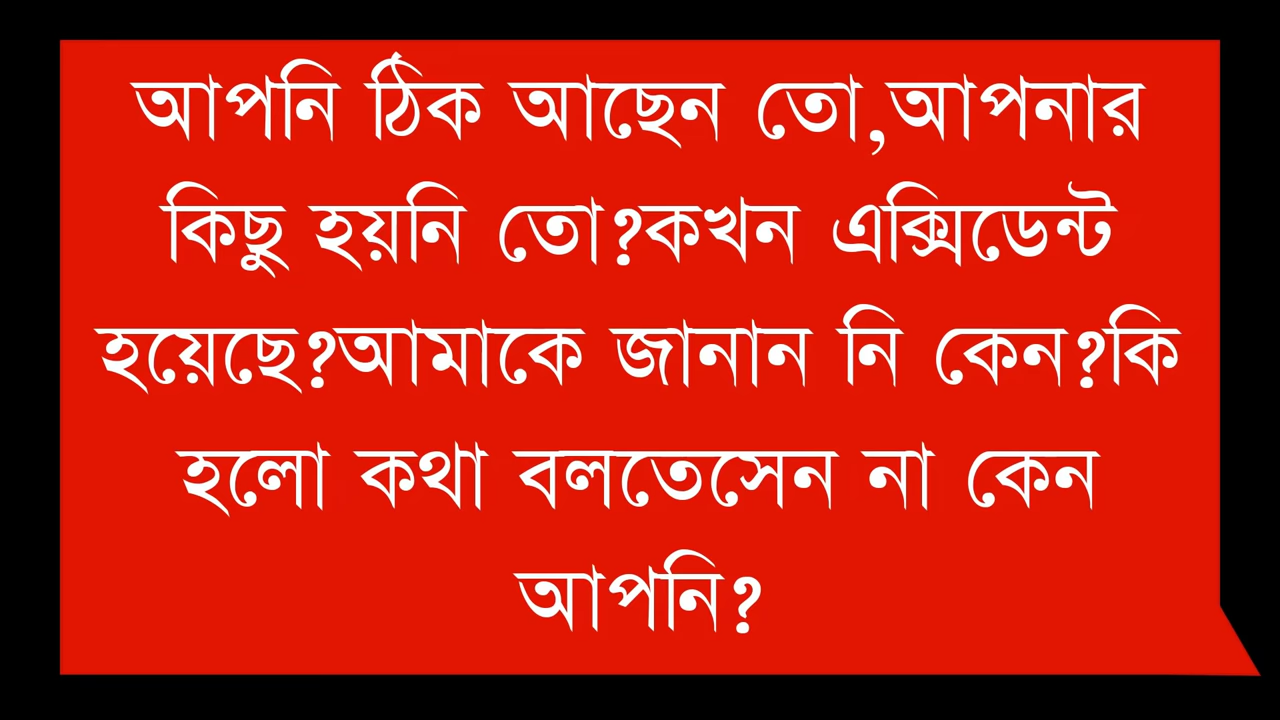 আপনি ঠিক আছেন তো,আপনার
কিছু হয়নি তো?কখন এক্সিডেন্ট
হয়েছে?আমাকে জানান নি কেন?কি
হলো কথা বলতেসেন না কেন
আপনি?